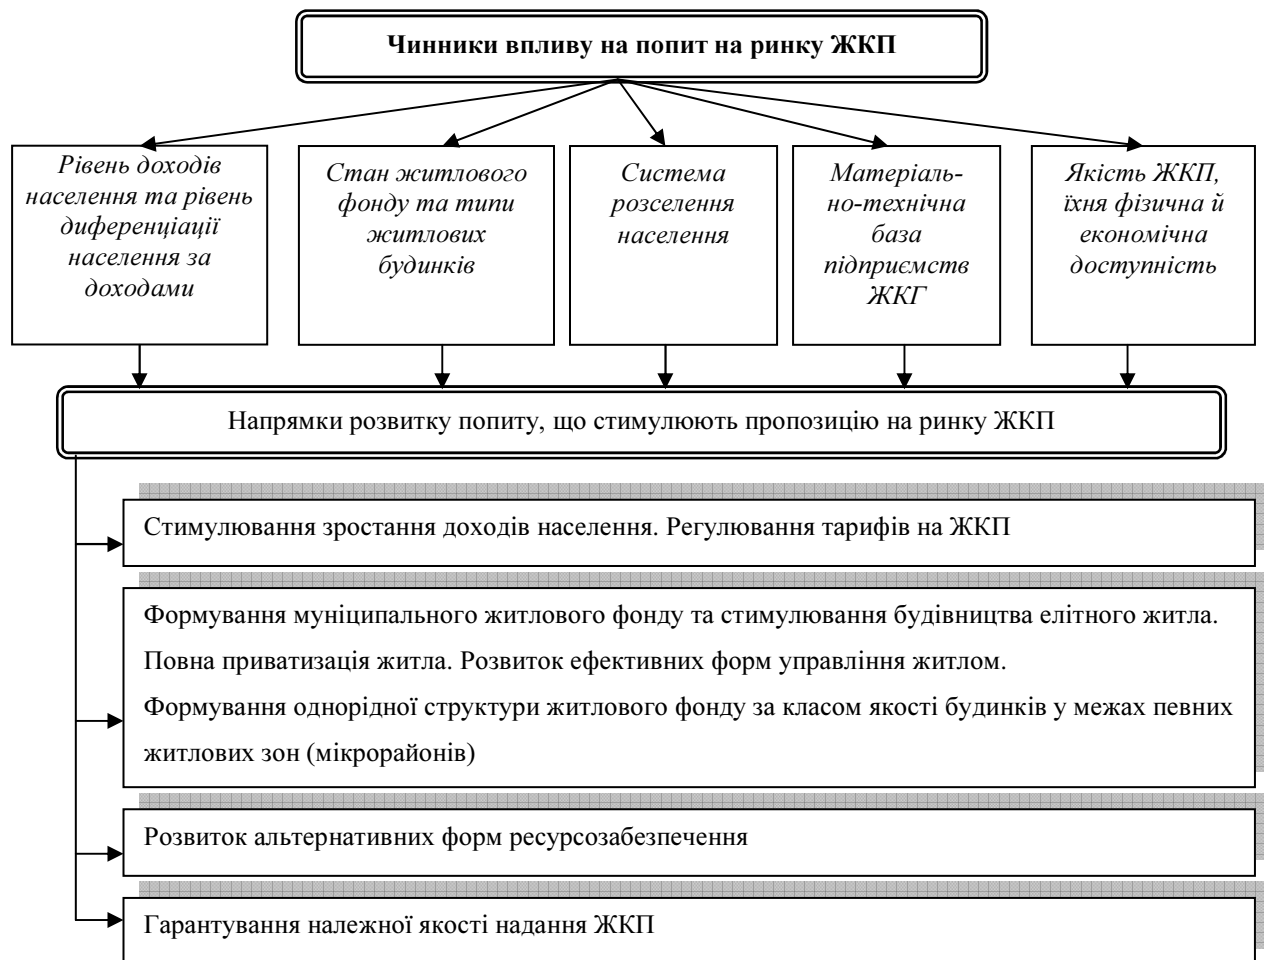 Чинники впливу на попит на ринку ЖКП
Рівень доходів
населення та рівень
диференціації
населення за
доходами
Стан житлового
фонду та типи
житлових
будинків
Система
розселення
населення
Матеріаль-
но-технічна
база
підприємств
ЖКГ
Якість ЖКП,
їхня фізична й
економічна
доступність
Напрямки розвитку попиту, що стимулюють пропозицію на ринку ЖКП
Стимулювання зростання доходів населення. Регулювання тарифів на ЖКП
Формування муніципального житлового фонду та стимулювання будівництва елітного житла.
Повна приватизація житла. Розвиток ефективних форм управління житлом.
Формування однорідної структури житлового фонду за класом якості будинків у межах певних
житлових зон (мікрорайонів)
Розвиток альтернативних форм ресурсозабезпечення
Гарантування належної якості надання ЖКП